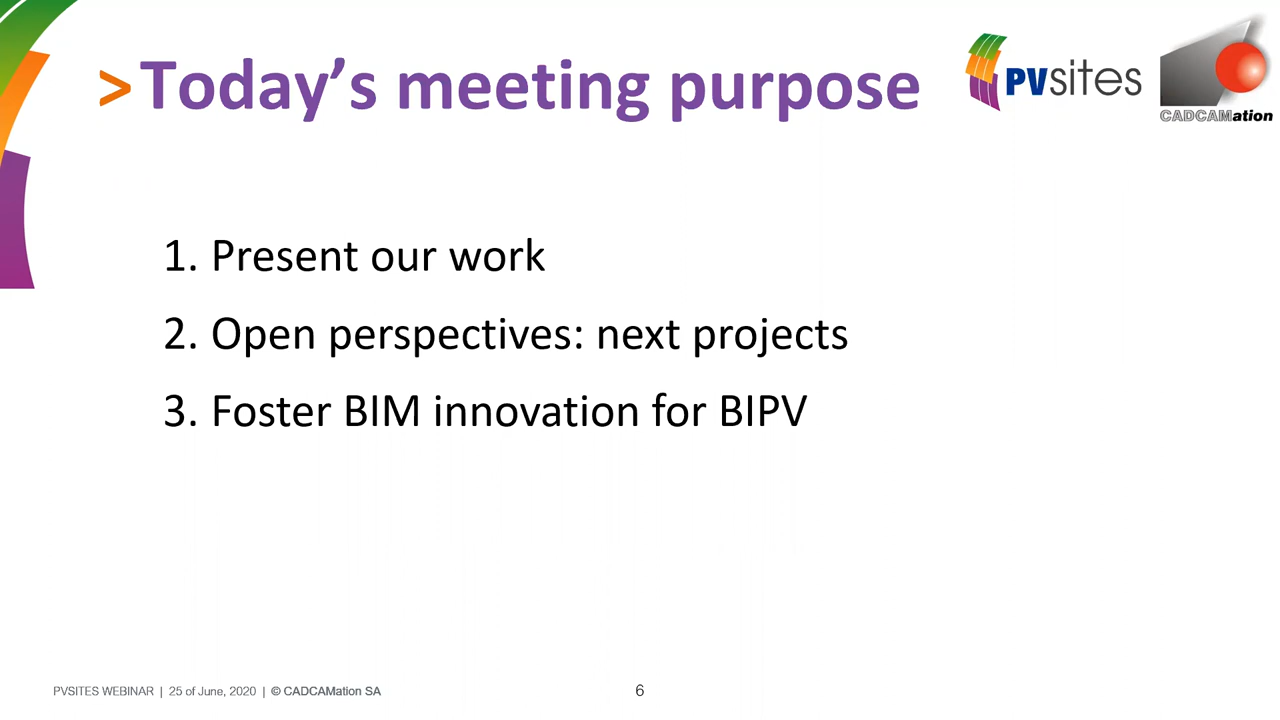 >Today's meeting purpose
PVsites
CADCAMation
1. Present our work
2. Open perspectives: next projects
3. Foster BIM innovation for BIPV
PVSITES WEBINAR | 25 of June, 2020 | © CADCAMation SA
6